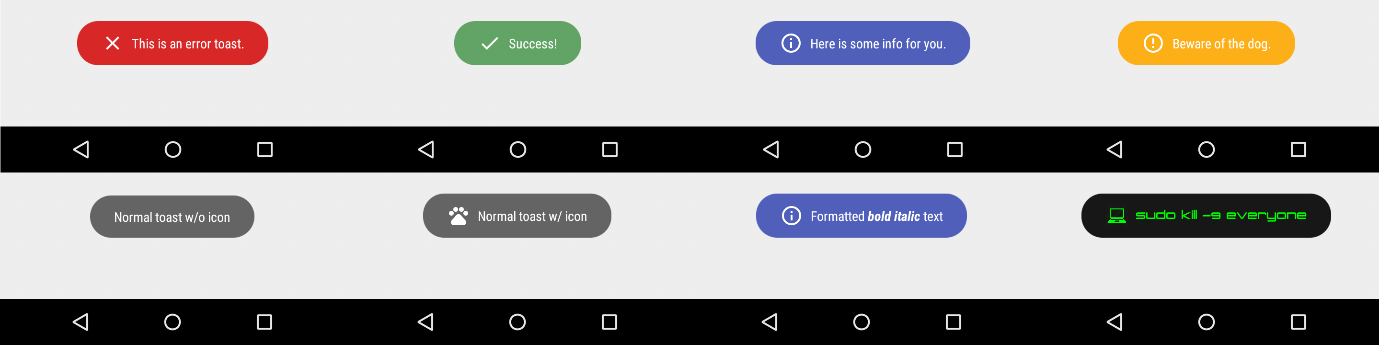 This is an error toast.
Success!
Here is some info for you.
Beware of the dog.
Normal toast w/o icon
Normal toast w/ icon
Formatted bold italic text
sudo kill -9 everyone